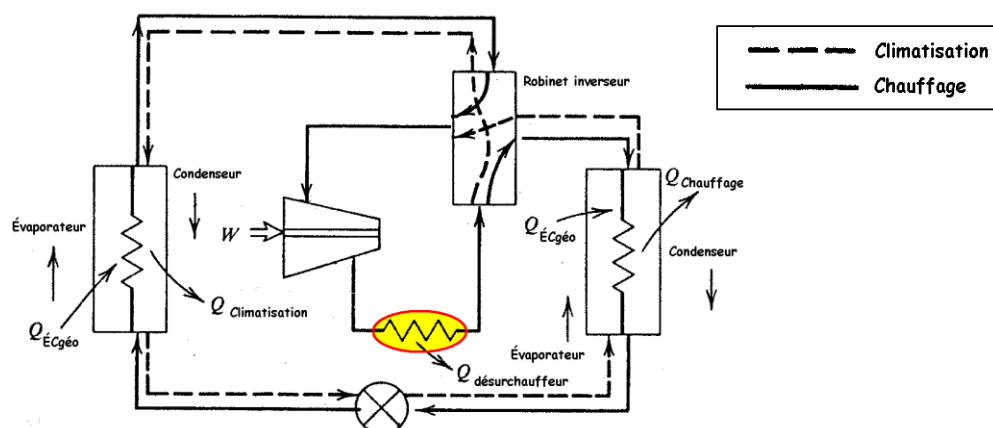 Climatisation
Chauffage
Robinet inverseur
Condenseur
Évaporateur
W
Q Climatisation
Q ÉCgéo
Q désurchauffeur
Q Chauffage
Q ÉCgéo
Condenseur
Évaporateur